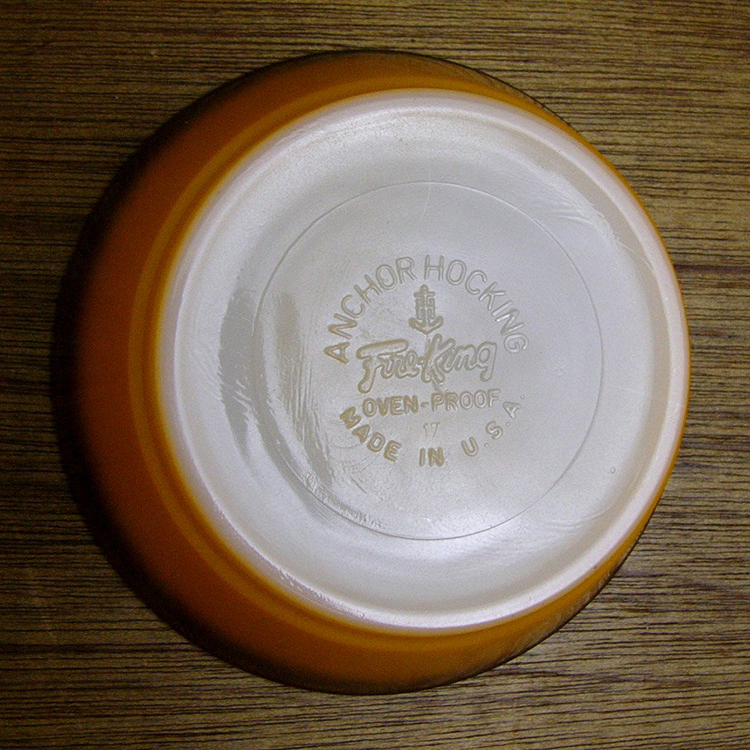 ANCHOR HOCKING
Fire-King
OVEN-PROOF
17
MADE IN U.S.A.